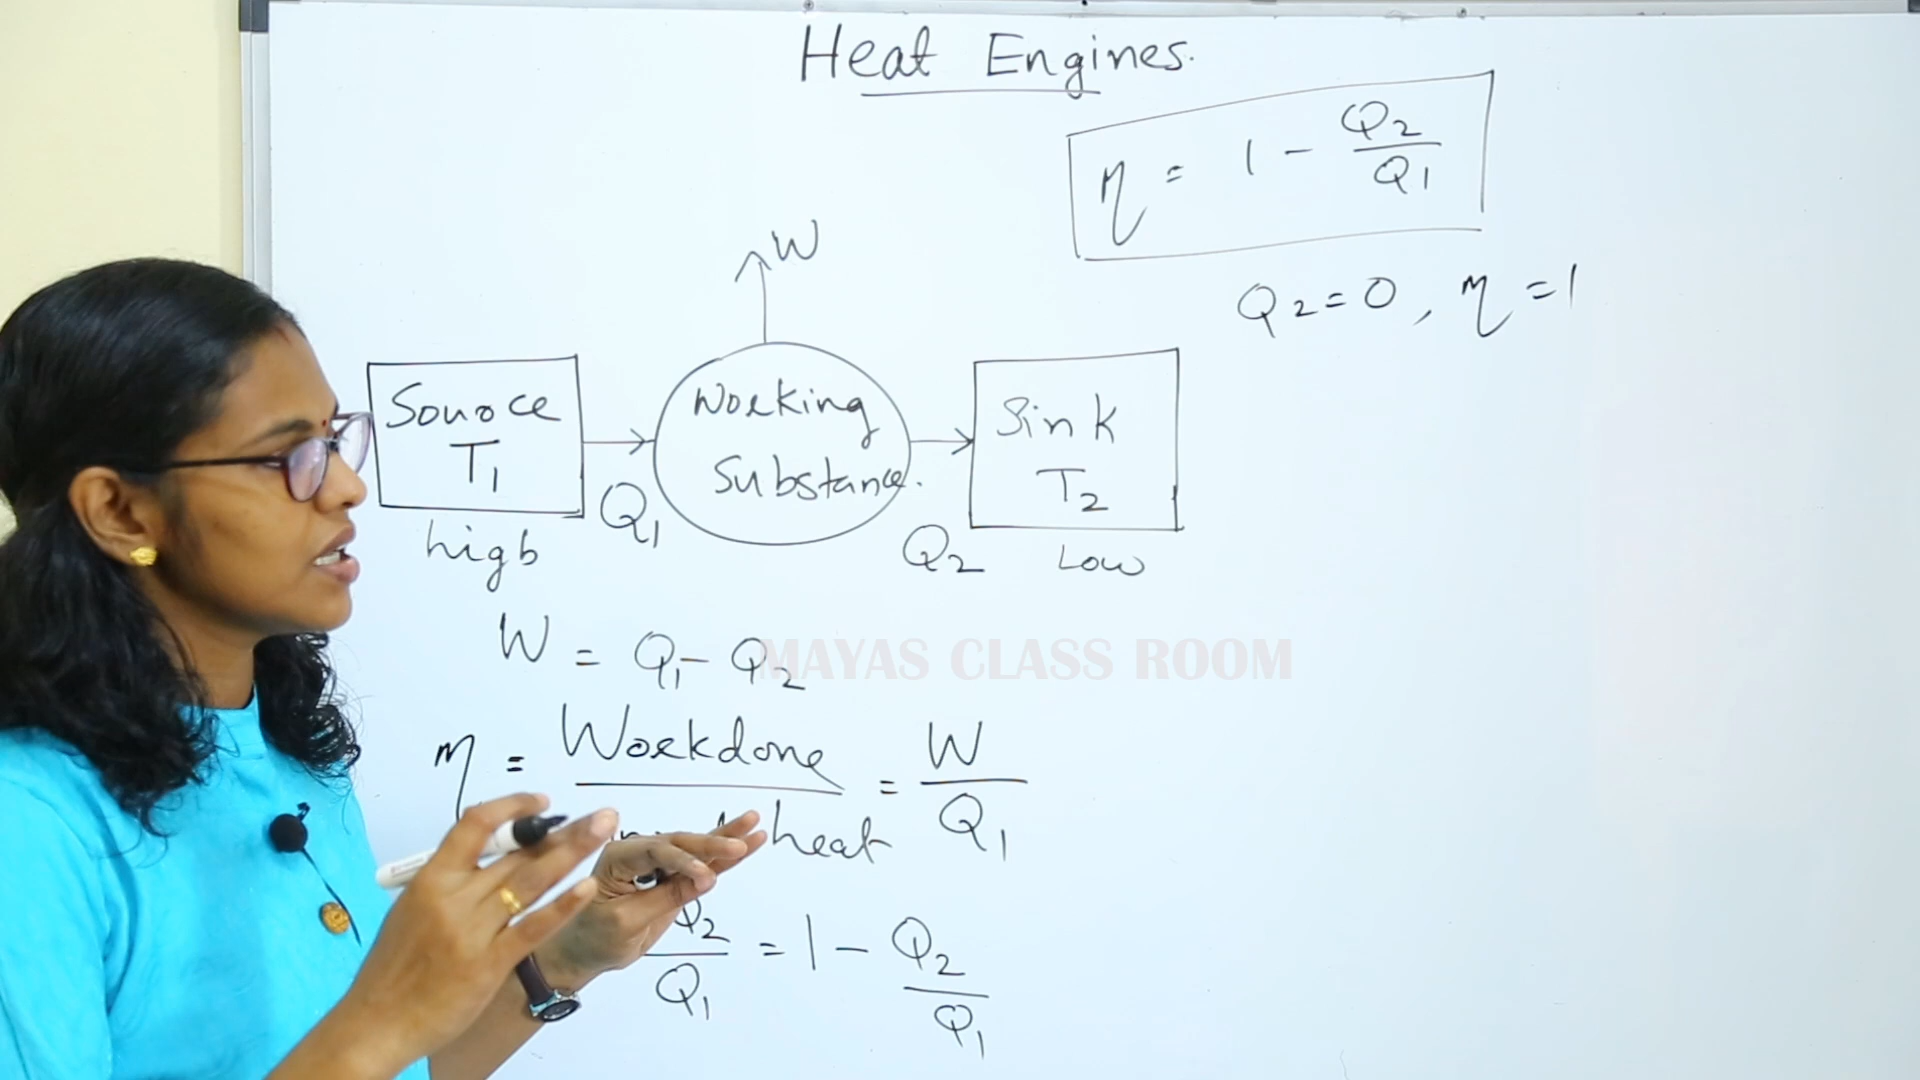 Heat Engines.
η = 1 - Q2/Q1
Q2 = 0, η = 1
W
Source
T1
high
Q1
Working
Substance.
Q2
Sink
T2
Low
W = Q1 - Q2
MAYAS CLASS ROOM
η = Workdone / heat = W/Q1
Q2/Q1 = 1 - Q2/Q1